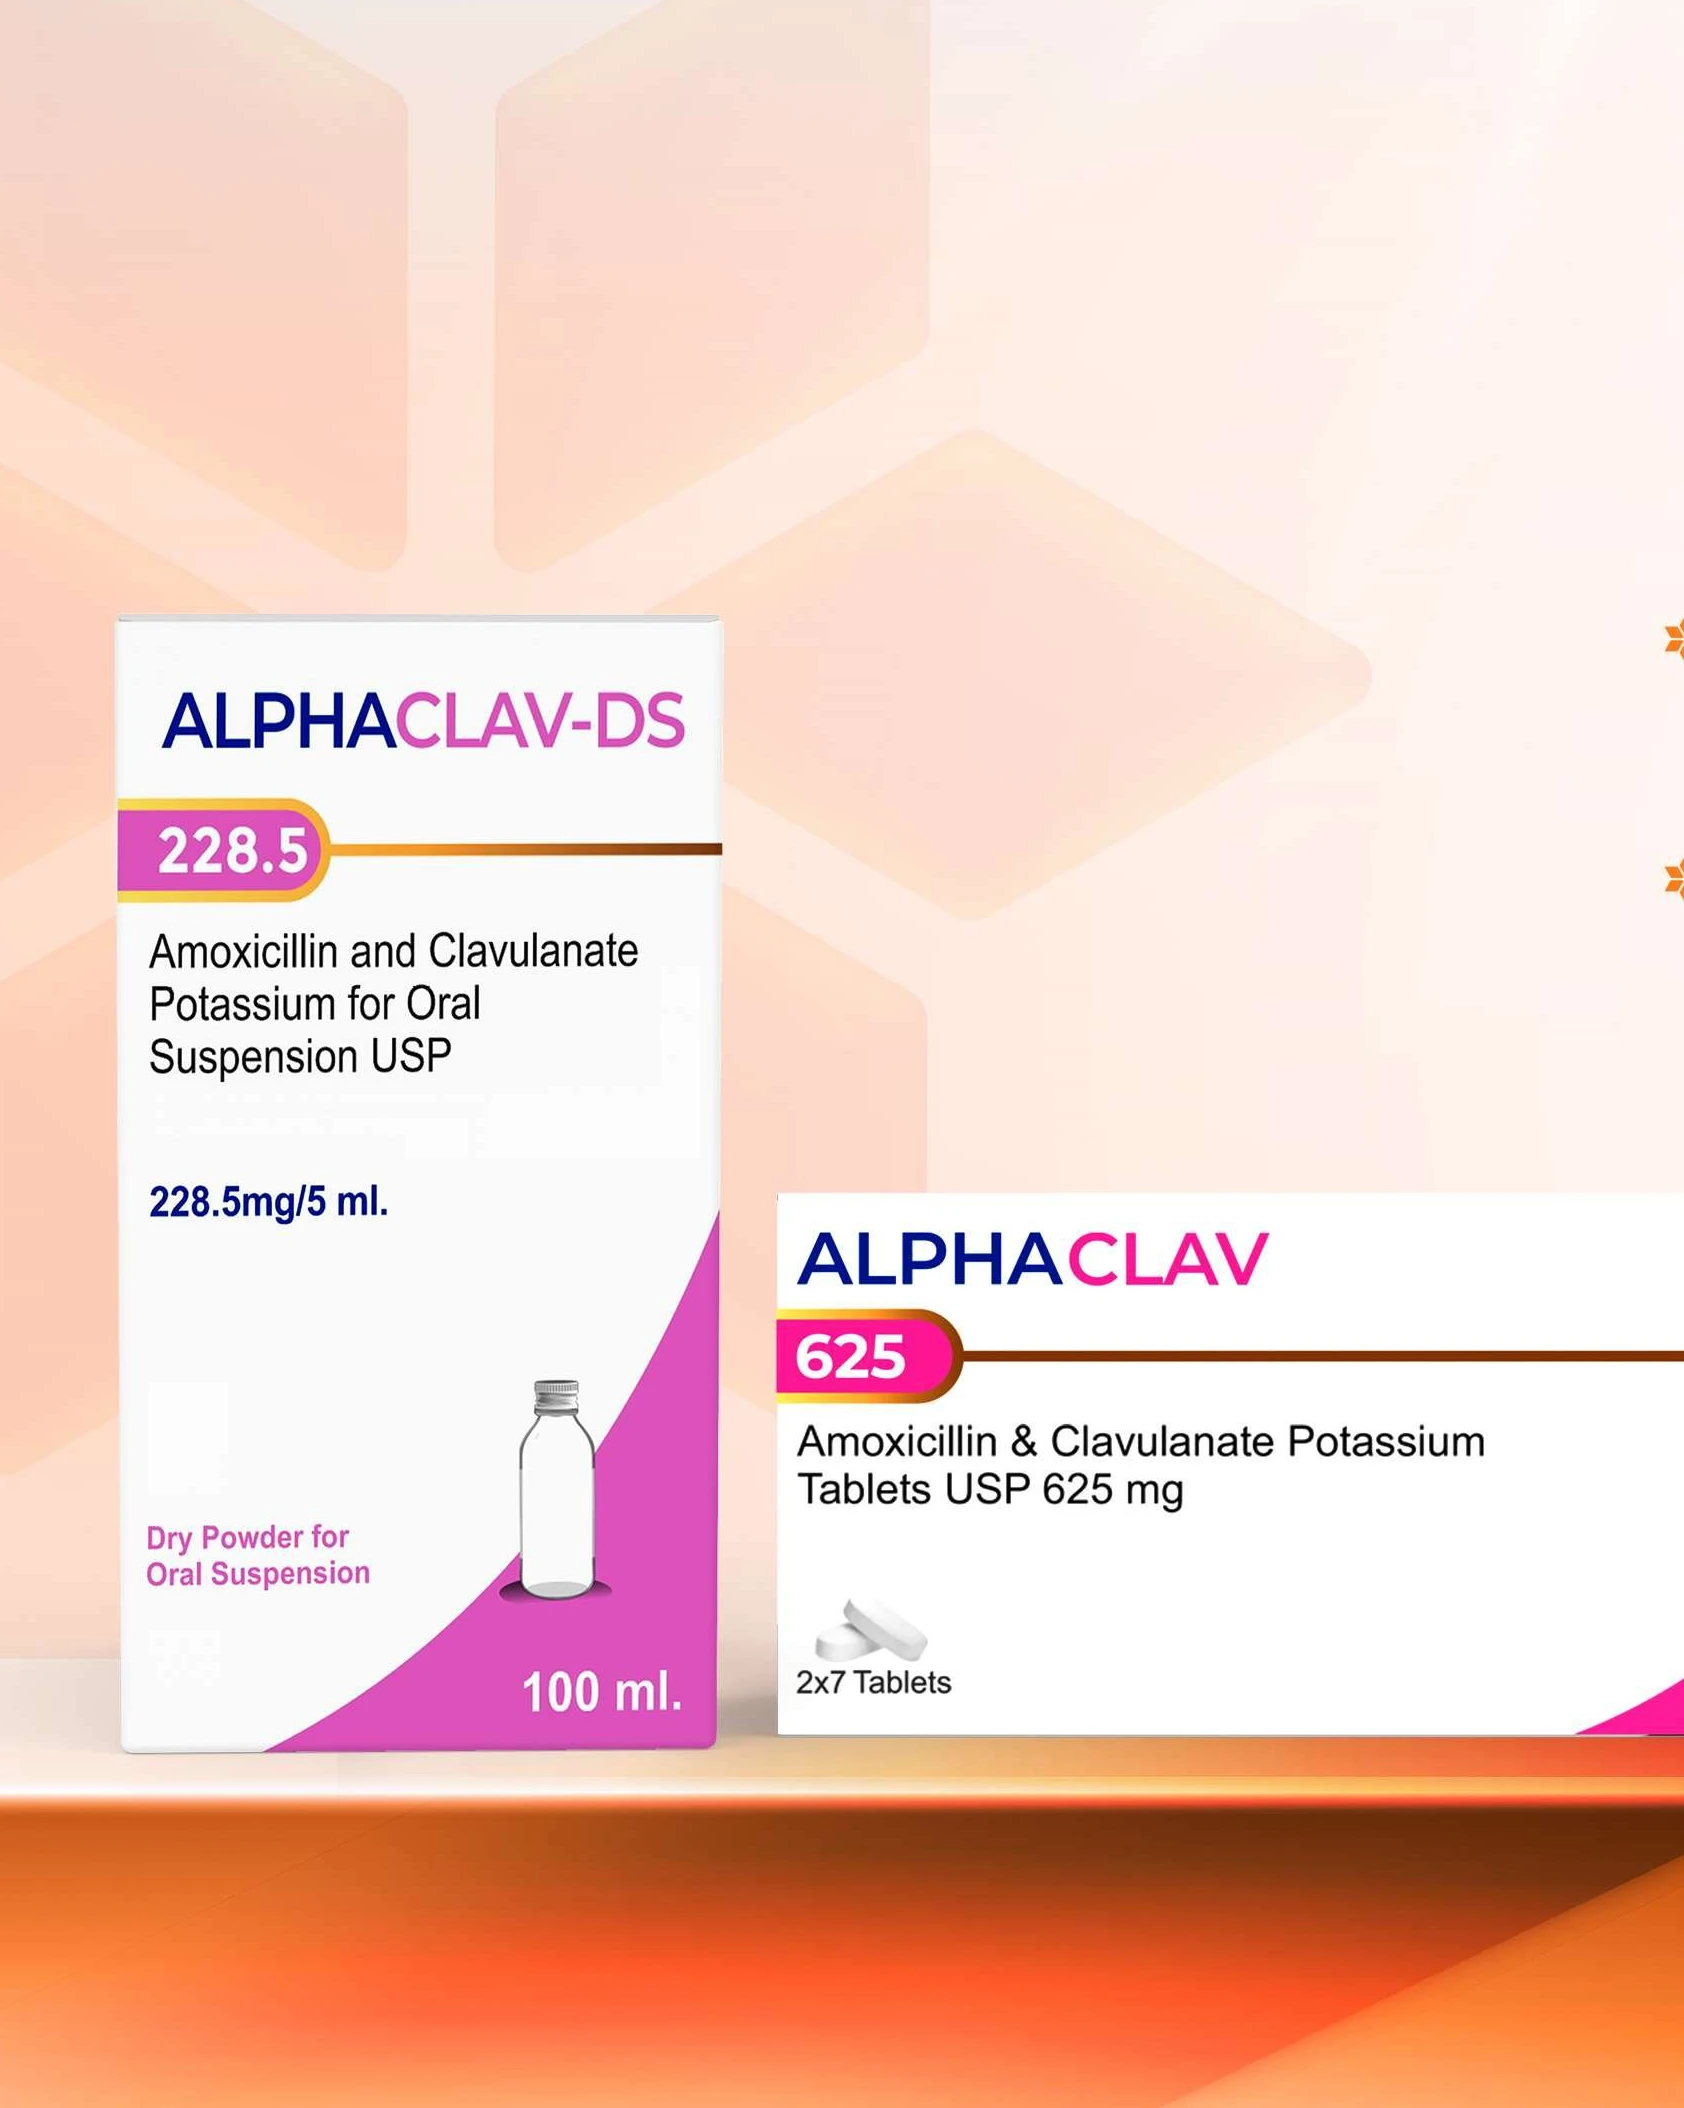 ALPHACLAV-DS
228.5
Amoxicillin and Clavulanate
Potassium for Oral
Suspension USP
228.5mg/5 ml.
Dry Powder for
Oral Suspension
100 ml.
ALPHACLAV
625
Amoxicillin & Clavulanate Potassium
Tablets USP 625 mg
2x7 Tablets